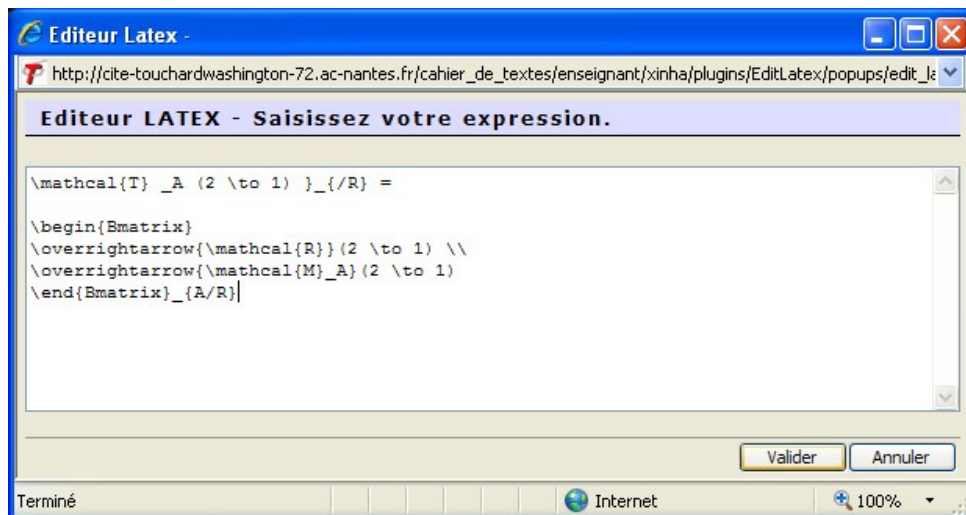 Editeur Latex -
http://cite-touchardwashington-72.ac-nantes.fr/cahier_de_textes/enseignant/xinha/plugins/EditLatex/popups/edit_la
Editeur LATEX - Saisissez votre expression.
\mathcal{T} _A (2 \to 1) }_{/R} =
\begin{Bmatrix}
\overrightarrow{\mathcal{R}}(2 \to 1) \\
\overrightarrow{\mathcal{M}_A}(2 \to 1)
\end{Bmatrix}_{A/R}
Valider Annuler
Terminé Internet 100%